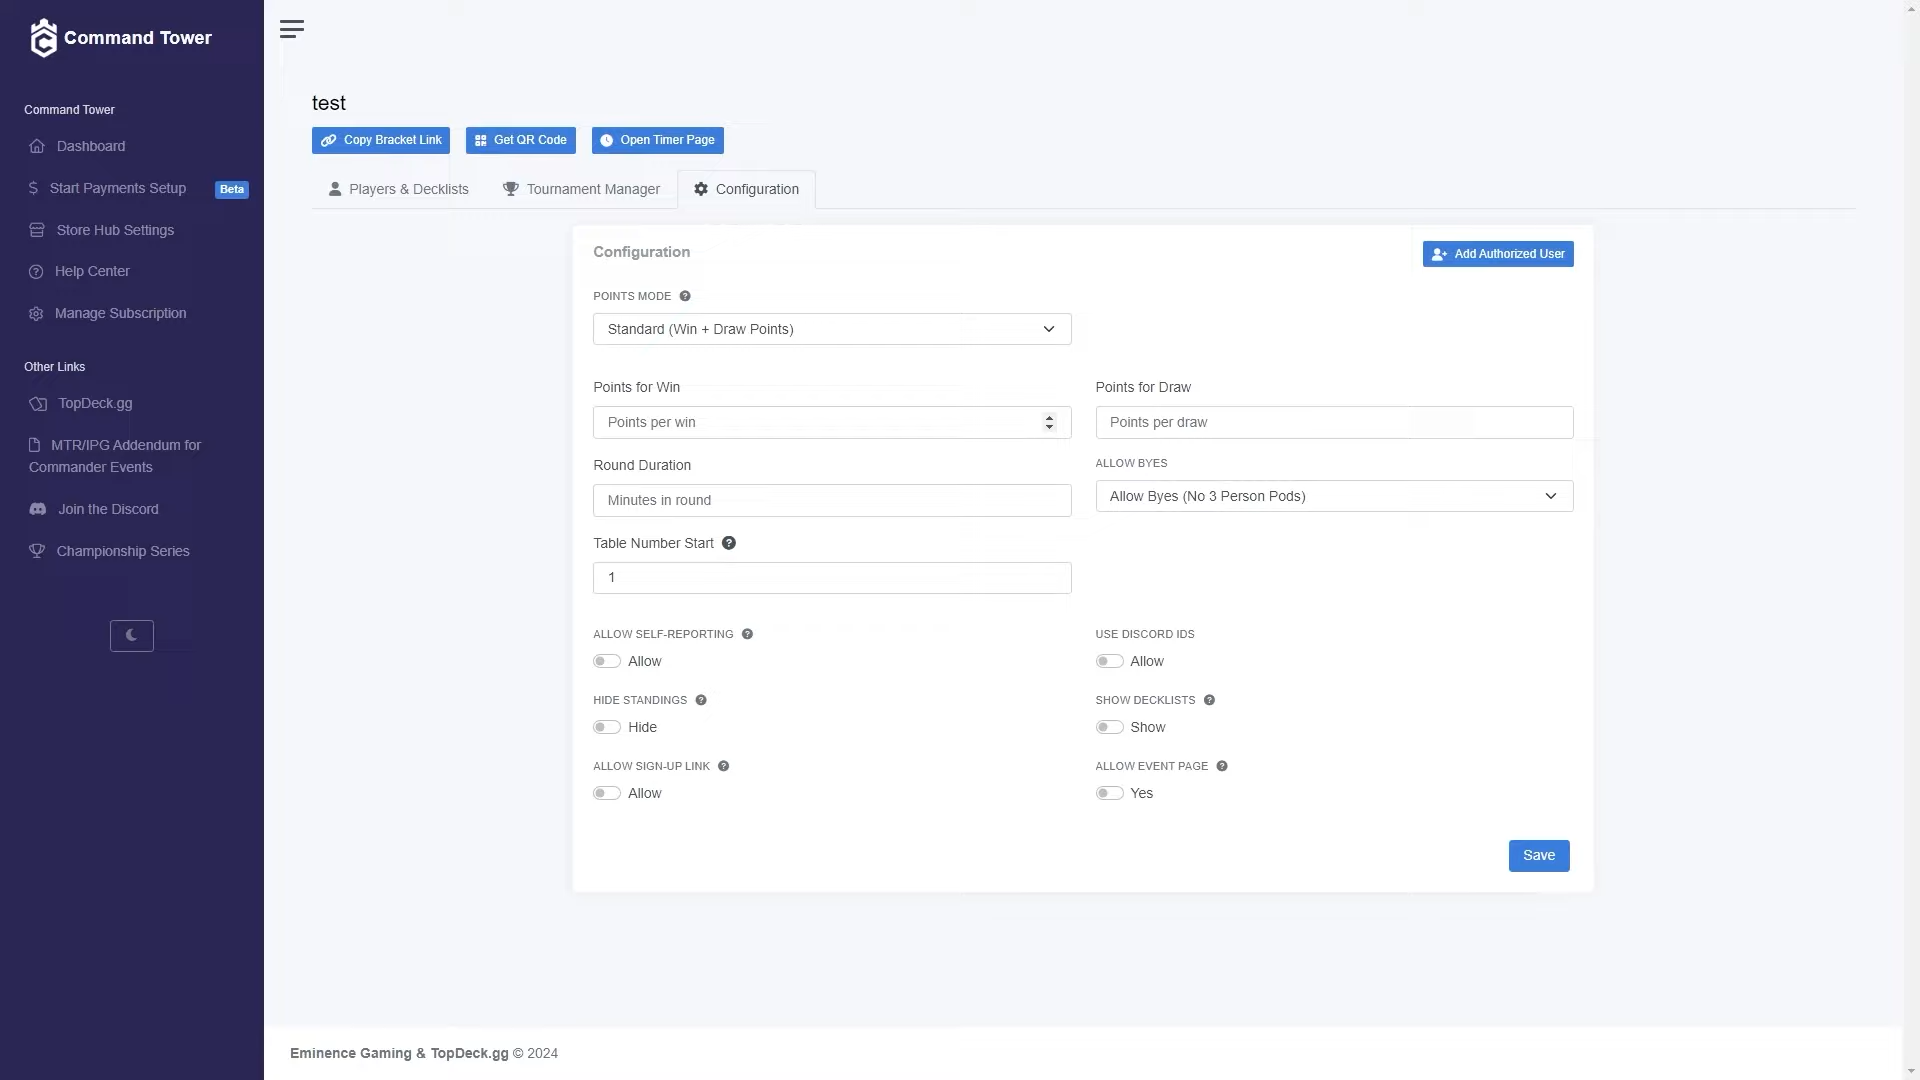 Command Tower
Command Tower
Dashboard
Start Payments Setup Beta
Store Hub Settings
Help Center
Manage Subscription
Other Links
TopDeck.gg
MTR/IPG Addendum for
Commander Events
Join the Discord
Championship Series
test
Copy Bracket Link
Get QR Code
Open Timer Page
Players & Decklists
Tournament Manager
Configuration
Configuration
Add Authorized User
POINTS MODE
Standard (Win + Draw Points)
Points for Win
Points for Draw
Points per win
Points per draw
Round Duration
ALLOW BYES
Minutes in round
Allow Byes (No 3 Person Pods)
Table Number Start
1
ALLOW SELF-REPORTING
USE DISCORD IDS
Allow
Allow
HIDE STANDINGS
SHOW DECKLISTS
Hide
Show
ALLOW SIGN-UP LINK
ALLOW EVENT PAGE
Allow
Yes
Save
Eminence Gaming & TopDeck.gg © 2024